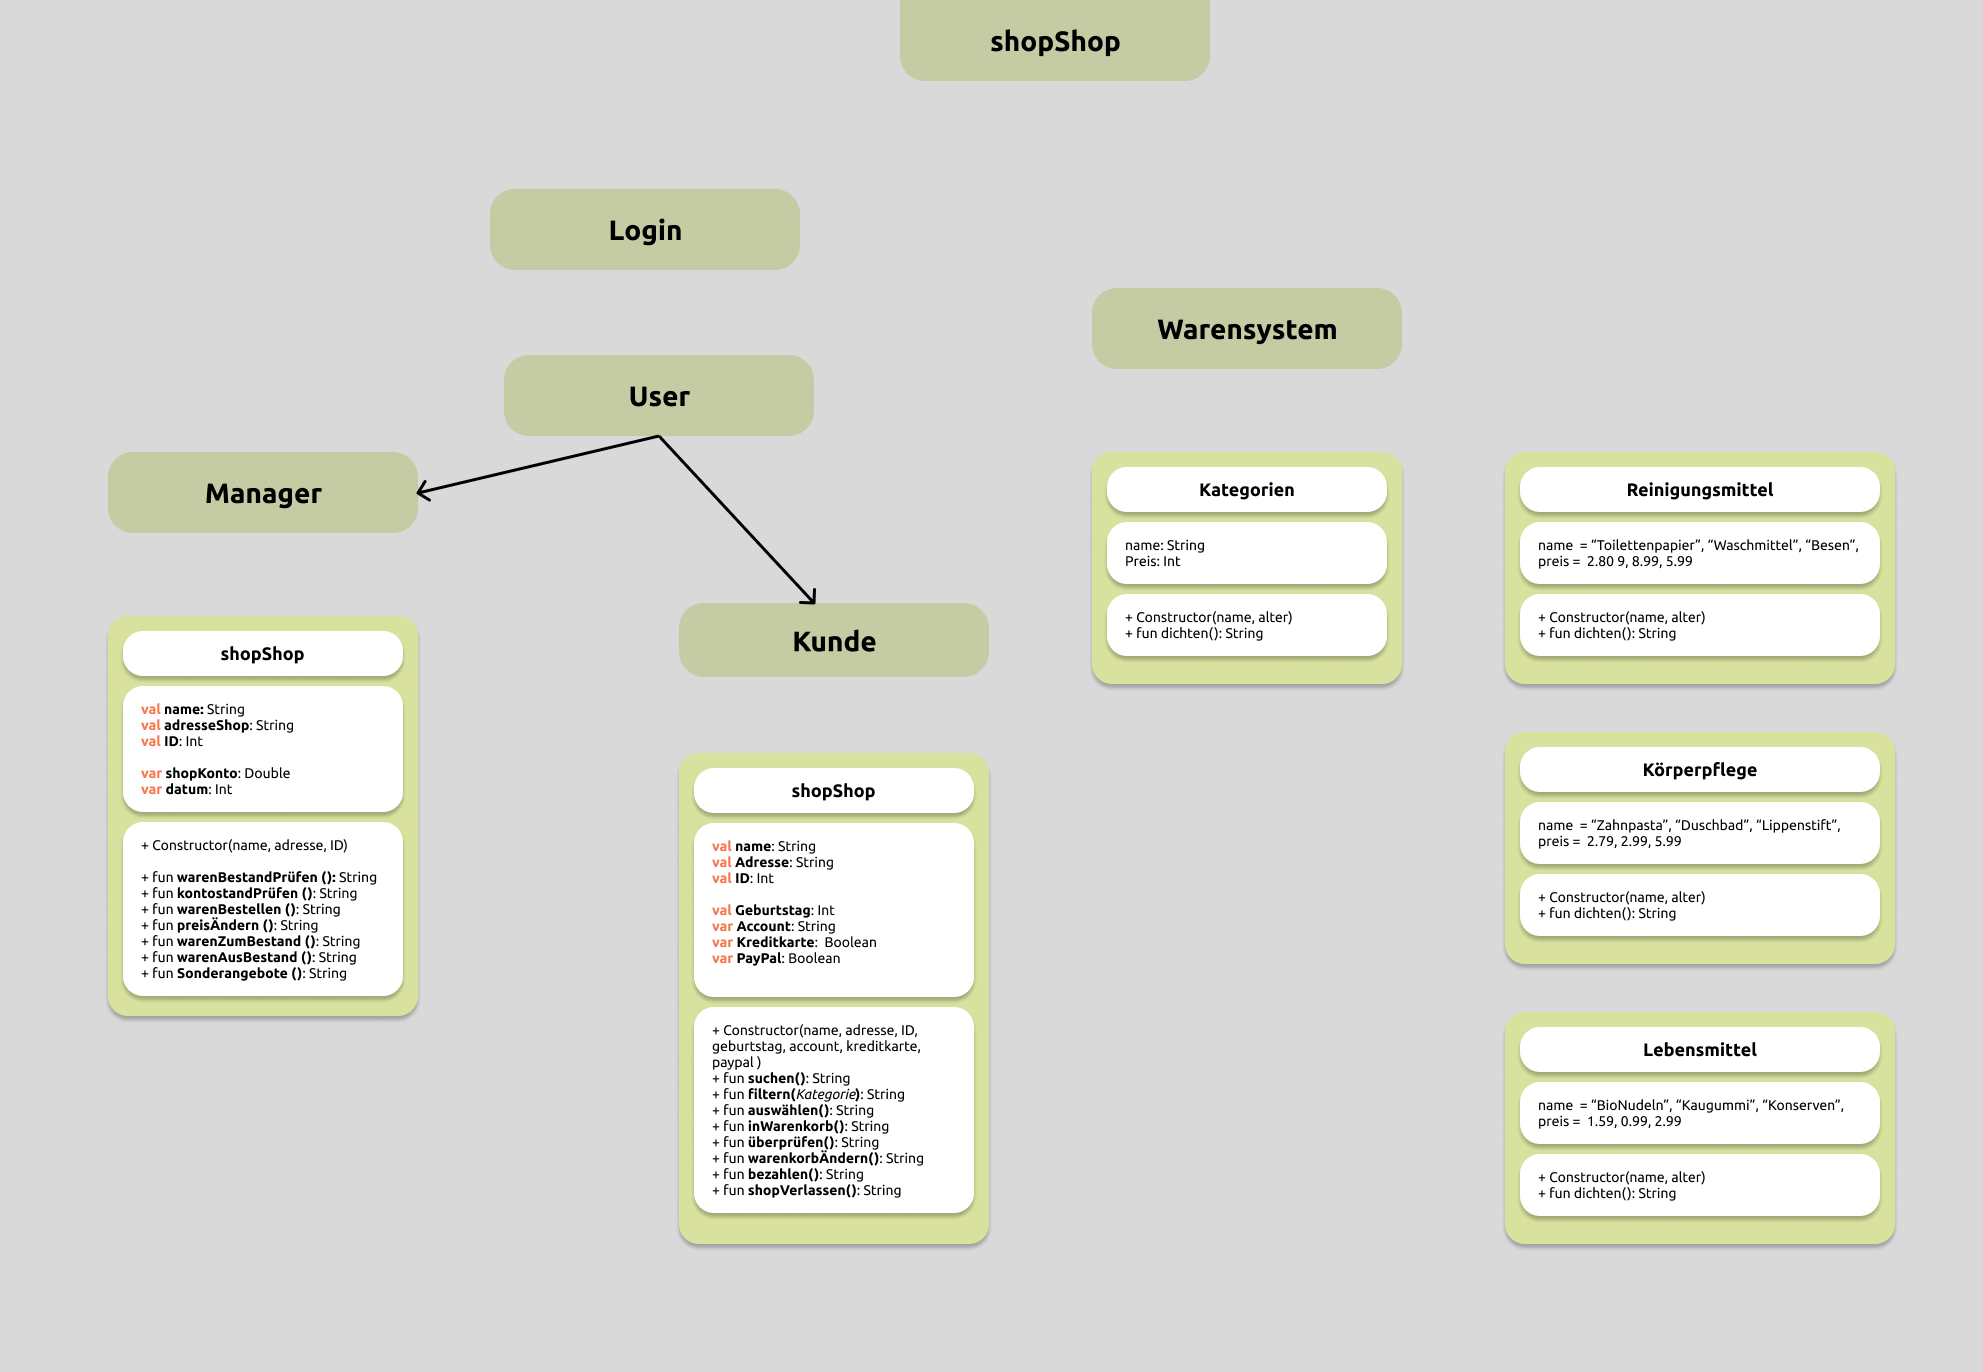 shopShop
Login
User
Manager
Kunde
shopShop
val name: String
val adresseShop: String
val ID: Int
var shopKonto: Double
var datum: Int
+ Constructor(name, adresse, ID)
+ fun warenBestandPrüfen (): String
+ fun kontostandPrüfen (): String
+ fun warenBestellen (): String
+ fun preisÄndern (): String
+ fun warenZumBestand (): String
+ fun warenAusBestand (): String
+ fun Sonderangebote (): String
shopShop
val name: String
val Adresse: String
val ID: Int
val Geburtstag: Int
var Account: String
var Kreditkarte:  Boolean
var PayPal: Boolean
+ Constructor(name, adresse, ID,
geburtstag, account, kreditkarte,
paypal )
+ fun suchen(): String
+ fun filtern(Kategorie): String
+ fun auswählen(): String
+ fun inWarenkorb(): String
+ fun überprüfen(): String
+ fun warenkorbÄndern(): String
+ fun bezahlen(): String
+ fun shopVerlassen(): String
Warensystem
Kategorien
name: String
Preis: Int
+ Constructor(name, alter)
+ fun dichten(): String
Reinigungsmittel
name  = “Toilettenpapier”, “Waschmittel”, “Besen”,
preis =  2.80 9, 8.99, 5.99
+ Constructor(name, alter)
+ fun dichten(): String
Körperpflege
name  = “Zahnpasta”, “Duschbad”, “Lippenstift”,
preis =  2.79, 2.99, 5.99
+ Constructor(name, alter)
+ fun dichten(): String
Lebensmittel
name  = “BioNudeln”, “Kaugummi”, “Konserven”,
preis =  1.59, 0.99, 2.99
+ Constructor(name, alter)
+ fun dichten(): String